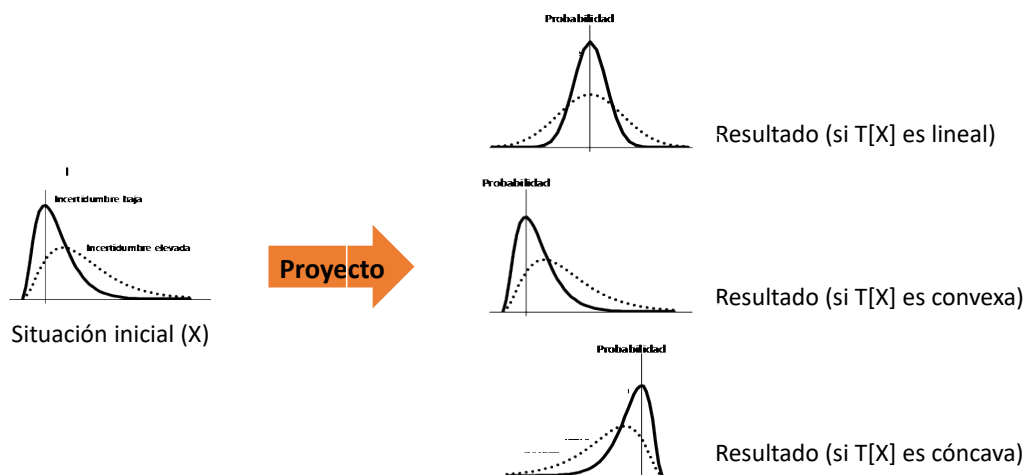 Probabilidad
Resultado (si T[X] es lineal)
Probabilidad
Incertidumbre baja
Incertidumbre elevada
Proyecto
Resultado (si T[X] es convexa)
Situación inicial (X)
Probabilidad
Resultado (si T[X] es cóncava)